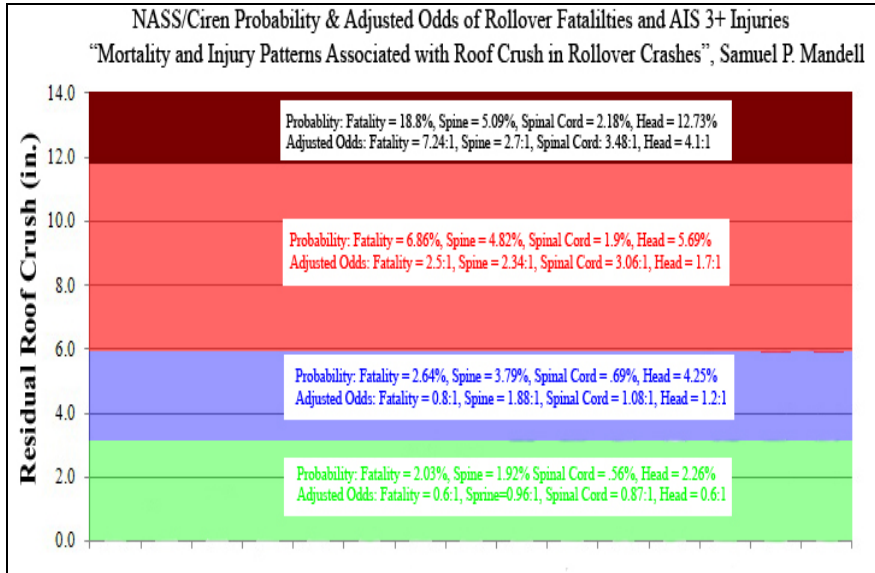 NASS/Ciren Probability & Adjusted Odds of Rollover Fatalilties and AIS 3+ Injuries
“Mortality and Injury Patterns Associated with Roof Crush in Rollover Crashes”, Samuel P. Mandell
Residual Roof Crush (in.)
14.0
12.0
10.0
8.0
6.0
4.0
2.0
0.0
Probablity: Fatality = 18.8%, Spine = 5.09%, Spinal Cord = 2.18%, Head = 12.73%
Adjusted Odds: Fatality = 7.24:1, Spine = 2.7:1, Spinal Cord: 3.48:1, Head = 4.1:1
Probability: Fatality = 6.86%, Spine = 4.82%, Spinal Cord = 1.9%, Head = 5.69%
Adjusted Odds: Fatality = 2.5:1, Spine = 2.34:1, Spinal Cord = 3.06:1, Head = 1.7:1
Probability: Fatality = 2.64%, Spine = 3.79%, Spinal Cord = .69%, Head = 4.25%
Adjusted Odds: Fatality = 0.8:1, Spine = 1.88:1, Spinal Cord = 1.08:1, Head = 1.2:1
Probability: Fatality = 2.03%, Spine = 1.92% Spinal Cord = .56%, Head = 2.26%
Adjusted Odds: Fatality = 0.6:1, Sprine=0.96:1, Spinal Cord = 0.87:1, Head = 0.6:1